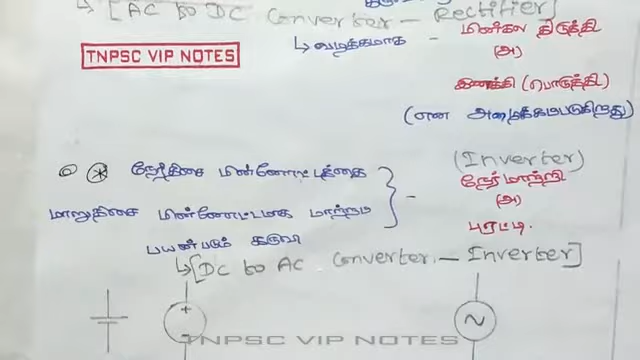 ↳ [AC to DC Converter - Rectifier]
↳ வழக்கமாக - மின்கல திருத்தி
(அ)
TNPSC VIP NOTES
இணக்கி (பொருத்தி)
(என அழைக்கப்படுகிறது)
(Inverter)
நேர்திசை மின்னோட்டத்தை
நேர் மாற்றி
(அ)
மாறுதிசை மின்னோட்டமாக மாற்ற -
புரட்டி.
பயன்படும் கருவி
↳ [DC to AC Converter - Inverter]
+
-
~
TNPSC VIP NOTES